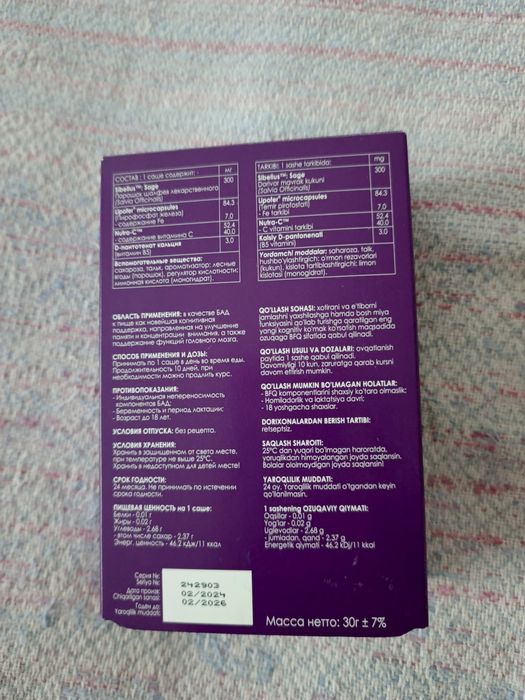 СОСТАВ : 1 саше содержит: мг
Sibelius™: Sage 300
Порошок шалфея лекарственного
(Salvia Officinalis)
Lipofer® microcapsules 84.3
(Пирофосфат железа)
- содержание Fe 7.0
Nutra-C™ 52.4
- содержание витамина С 40.0
D-пантотенат кальция 3.0
(витамин B5)
Вспомогательные вещества:
сахароза, тальк, ароматизатор: лесные
ягоды (порошок), регулятор кислотности:
лимонная кислота (моногидрат).
ОБЛАСТЬ ПРИМЕНЕНИЯ: в качестве БАД
к пище как новейшая когнитивная
поддержка, направленная на улучшение
памяти и концентрации внимания, а также
поддержание функций головного мозга.
СПОСОБ ПРИМЕНЕНИЯ И ДОЗЫ:
Принимать по 1 саше в день во время еды.
Продолжительность 10 дней, при
необходимости можно продлить курс.
ПРОТИВОПОКАЗАНИЯ:
- Индивидуальная непереносимость
компонентов БАД;
- Беременность и период лактации;
- Возраст до 18 лет.
УСЛОВИЯ ОТПУСКА: без рецепта.
УСЛОВИЯ ХРАНЕНИЯ:
Хранить в защищенном от света месте,
при температуре не выше 25°C.
Хранить в недоступном для детей месте!
СРОК ГОДНОСТИ:
24 месяца. Не принимать по истечении
срока годности.
ПИЩЕВАЯ ЦЕННОСТЬ на 1 саше:
Белки - 0,01 г
Жиры - 0,02 г
Углеводы - 2,68 г
- втом числе сахар - 2,37 г
Энерг. ценность - 46.2 кДж/11 ккал
TARKIBI: 1 sashe tarkibida: mg
Sibelius™: Sage 300
Dorivor mavrak kukuni
(Salvia Officinalis)
Lipofer® microcapsules 84.3
(Temir pirofosfati)
- Fe tarkibi 7.0
Nutra-C™ 52.4
- C vitamini tarkibi 40.0
Kalsiy D-pantonenati 3.0
(B5 vitamini)
Yordamchi moddalar: saharoza, talk,
hushbo'ylashtirgich: o'rmon rezavorlari
(kukun), kislota tartiblashtirgichi: limon
kislotasi (monogidrat).
QO'LLASH SOHASI: xotirani va e'tiborni
jamlashni yaxshilashga hamda bosh miya
funksiyasini qo'llab turishga qaratilgan eng
yangi kognitiv ko'mak ko'rsatish maqsadida
ozuqaga BFQ sifatida qabul qilinadi.
QO'LLASH USULI VA DOZALARI: ovqatlanish
paytida 1 sashe qabul qilinadi.
Davomiyligi 10 kun, zaruratga qarab kursni
davom ettirish mumkin.
QO'LLASH MUMKIN BO'LMAGAN HOLATLAR:
- BFQ komponentlarini shaxsiy ko'tara olmaslik;
- Homiladorlik va laktatsiya davri;
- 18 yoshgacha shaxslar.
DORIXONALARDAN BERISH TARTIBI:
retseptsiz.
SAQLASH SHAROITI:
25°C dan yuqori bo'lmagan haroratda,
yorug'likdan himoyalangan joyda saqlansin.
Bolalar ololmaydigan joyda saqlansin!
YAROQLILIK MUDDATI:
24 oy. Yaroqlilik muddati o'tgandan keyin
qo'llanilmasin.
1 sashening OZUQAVIY QIYMATI:
Oqsillar - 0,01 g
Yog'lar - 0,02 g
Uglevodlar - 2,68 g
- jumladan, qand - 2,37 g
Energetik qiymati - 46.2 kDj/11 kkal
Серия №:
Seriya №: 242903
Дата произв:
Chiqarilgan sanasi: 02/2024
Годен до:
Yaroqlilik muddati: 02/2026
Масса нетто: 30г ± 7%